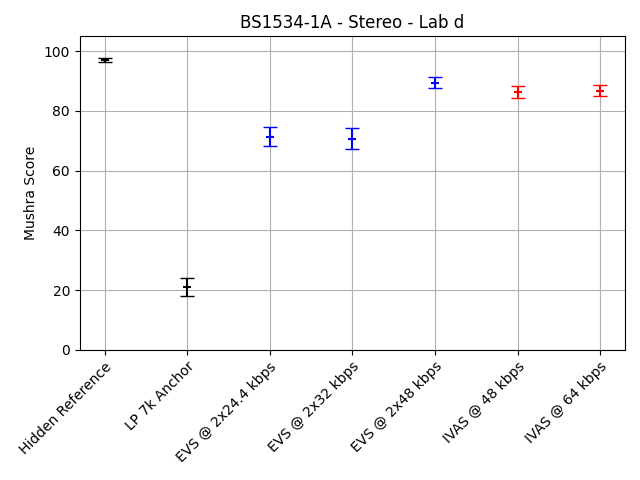 BS1534-1A - Stereo - Lab d
Mushra Score
100
80
60
40
20
0
Hidden Reference
LP 7k Anchor
EVS @ 2x24.4 kbps
EVS @ 2x32 kbps
EVS @ 2x48 kbps
IVAS @ 48 kbps
IVAS @ 64 kbps